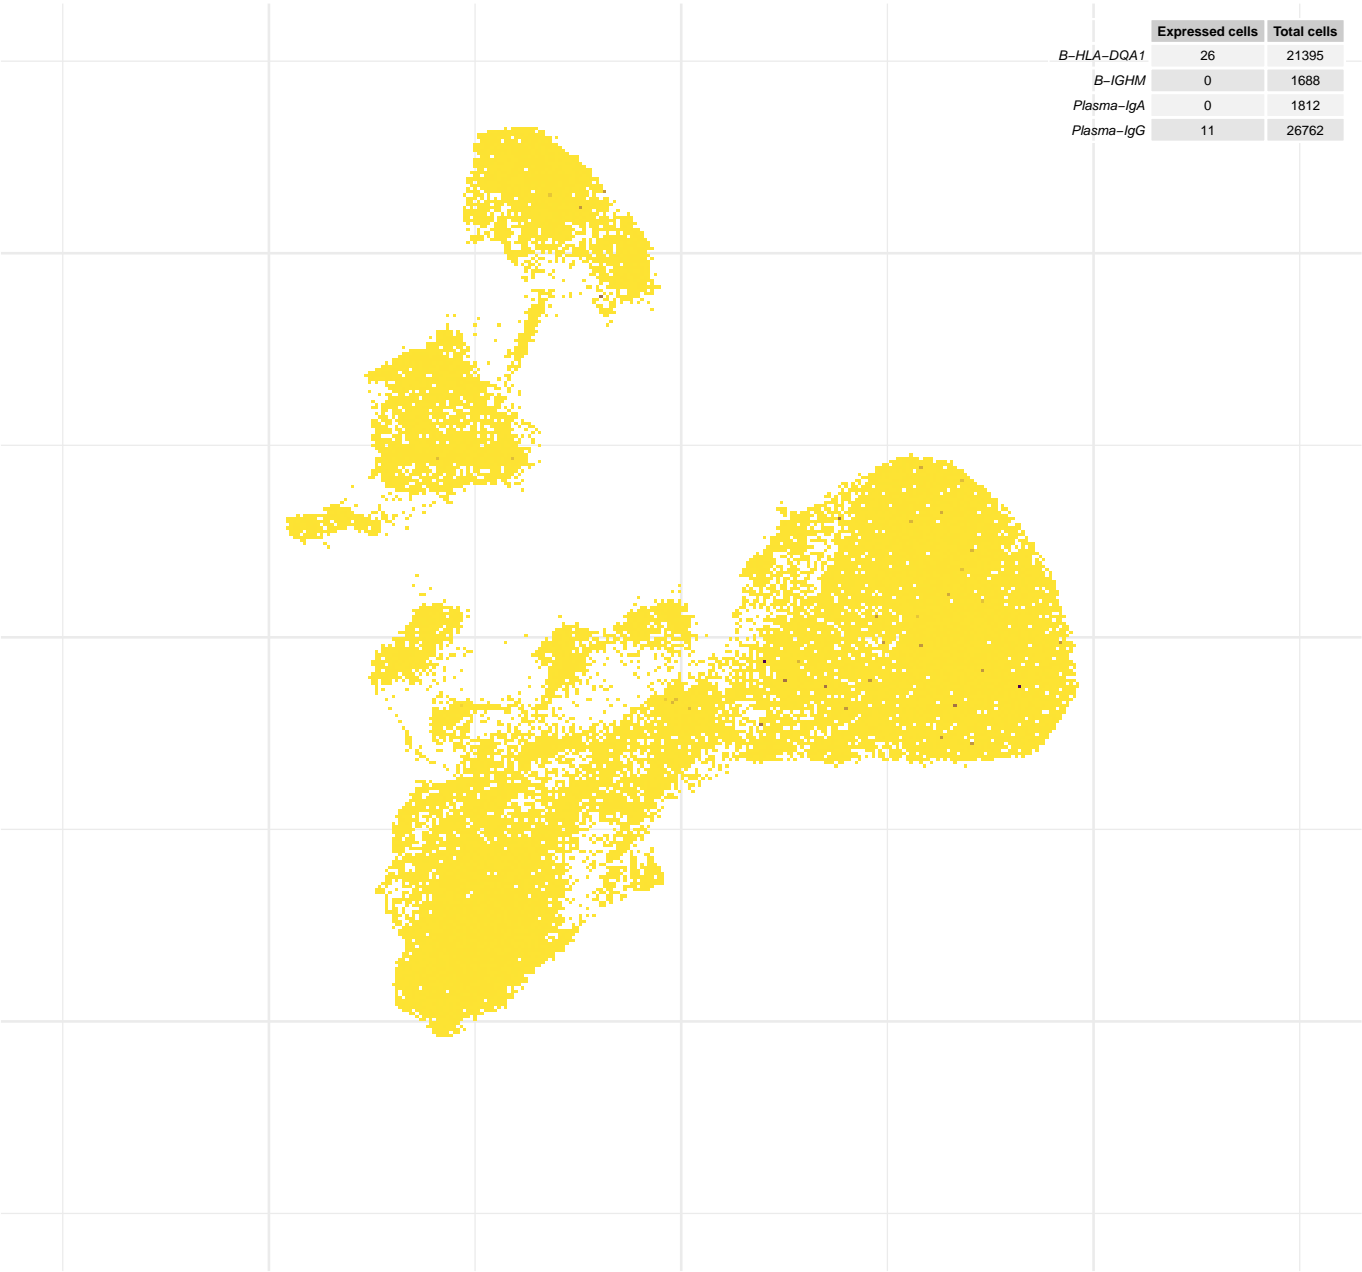 Expressed cells Total cells
B−HLA−DQA1 26 21395
B−IGHM 0 1688
Plasma−IgA 0 1812
Plasma−IgG 11 26762